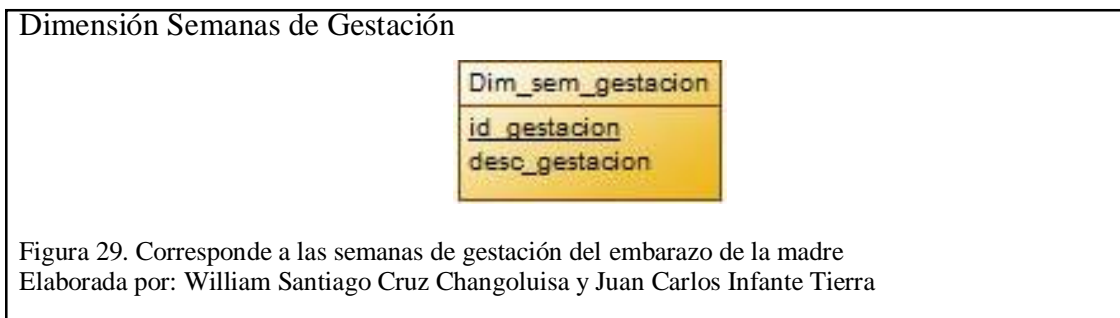 Dimensión Semanas de Gestación
Dim_sem_gestacion
id_gestacion
desc_gestacion
Figura 29. Corresponde a las semanas de gestación del embarazo de la madre
Elaborada por: William Santiago Cruz Changoluisa y Juan Carlos Infante Tierra